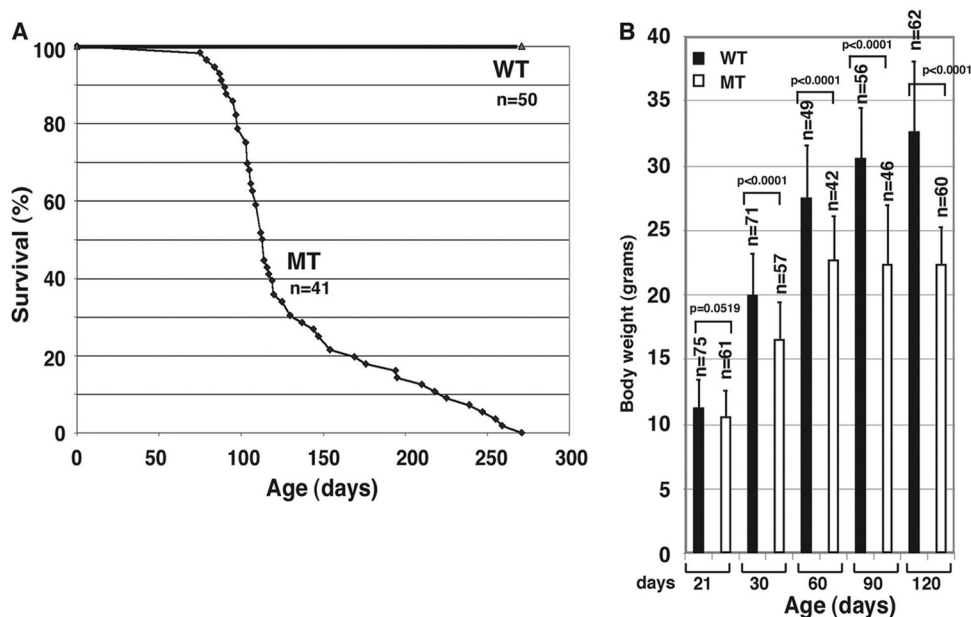 A
100
80
60
40
20
0
Survival (%)
WT
n=50
MT
n=41
0
50
100
150
200
250
300
Age (days)
B
40
35
30
25
20
15
10
5
0
Body weight (grams)
WT
MT
n=75
n=61
p=0.0519
n=71
n=57
p<0.0001
n=49
n=42
p<0.0001
n=56
n=46
p<0.0001
n=62
n=60
p<0.0001
days
21
30
60
90
120
Age (days)